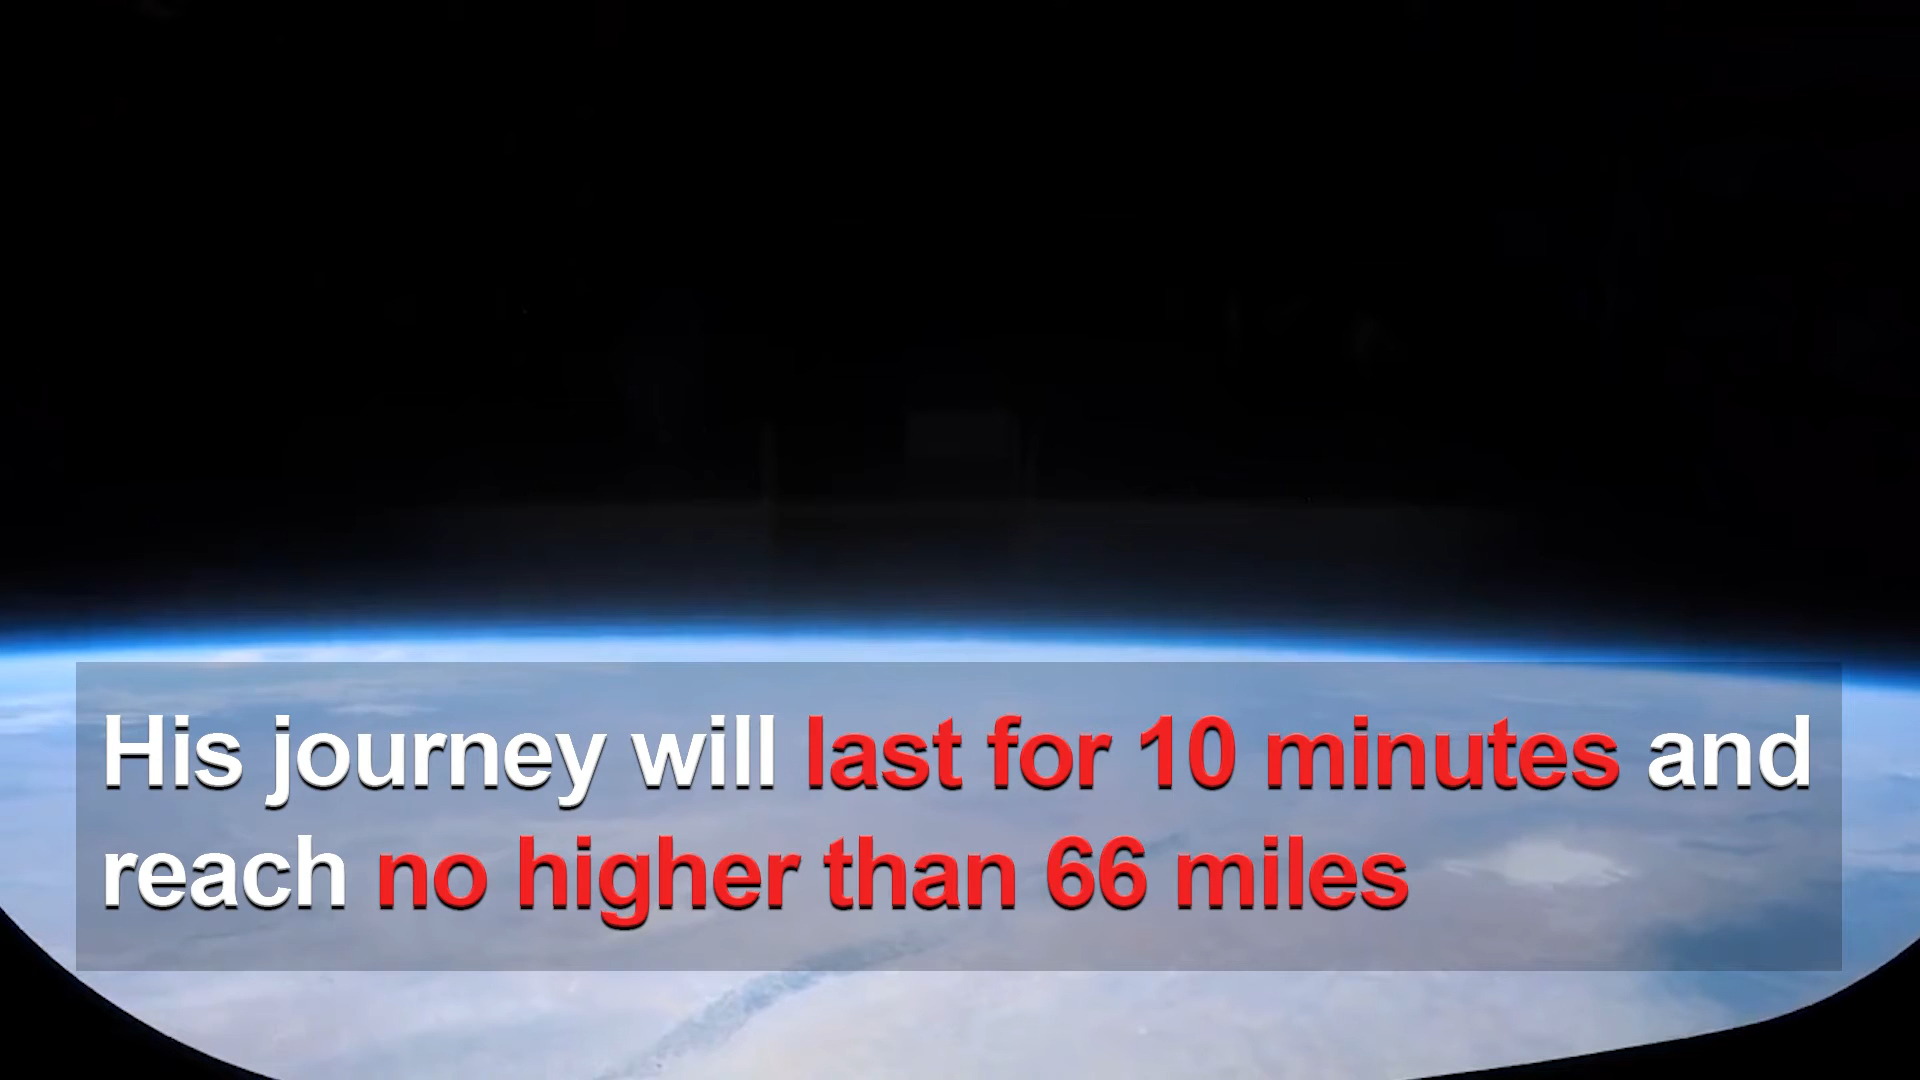 His journey will last for 10 minutes and
reach no higher than 66 miles